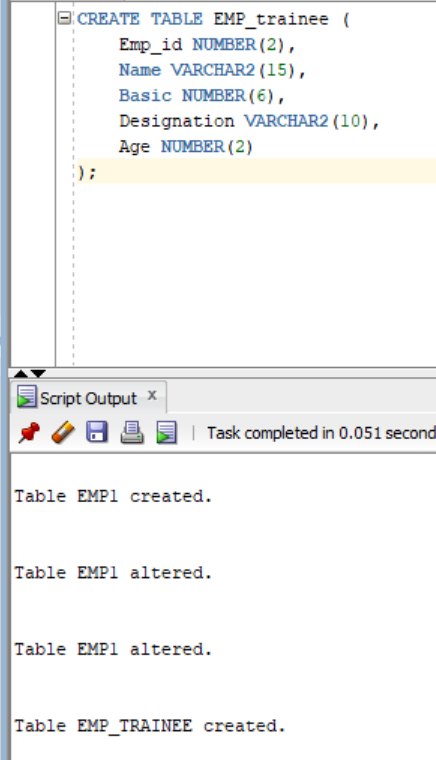 CREATE TABLE EMP_trainee (
Emp_id NUMBER(2),
Name VARCHAR2(15),
Basic NUMBER(6),
Designation VARCHAR2(10),
Age NUMBER(2)
);
Script Output x
Task completed in 0.051 second
Table EMP1 created.
Table EMP1 altered.
Table EMP1 altered.
Table EMP_TRAINEE created.